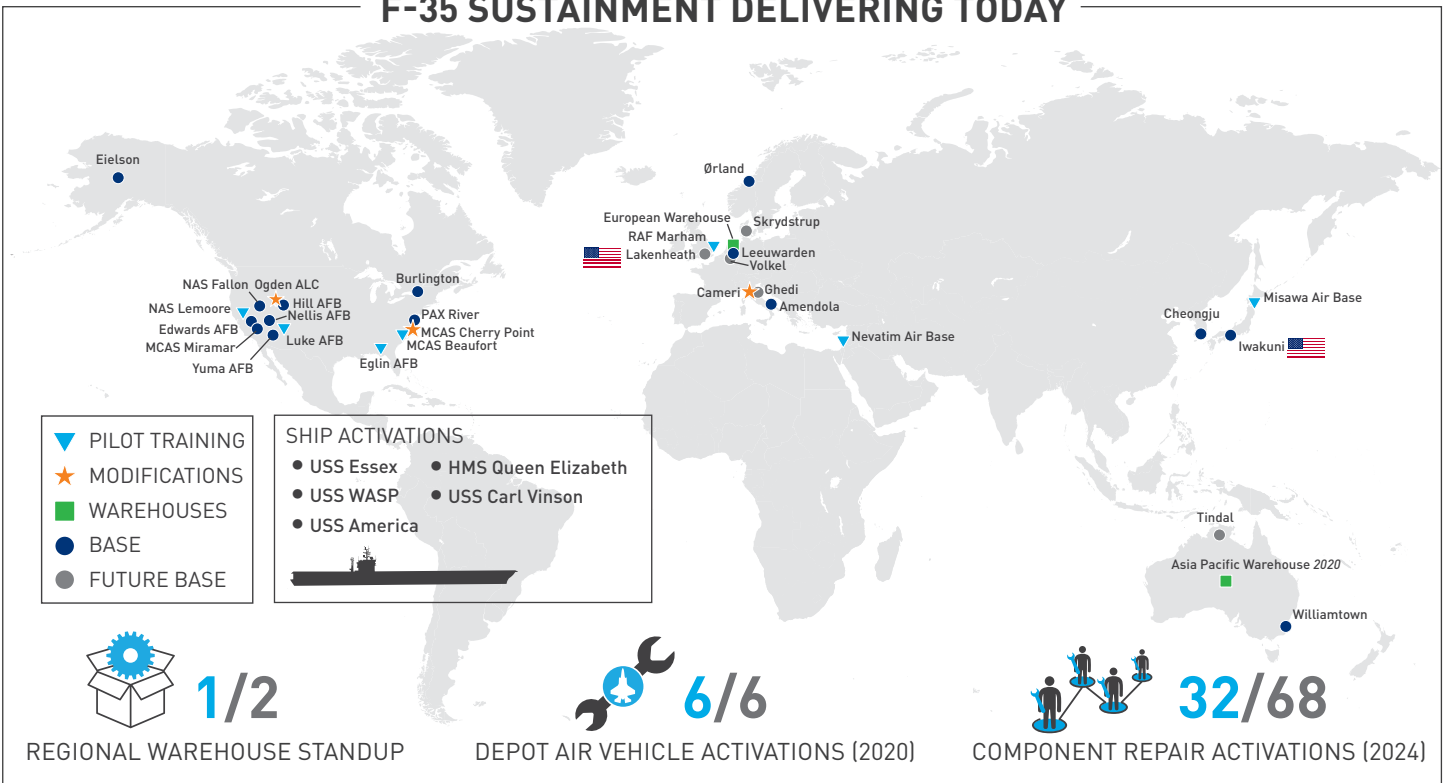 F-35 SUSTAINMENT DELIVERING TODAY
Eielson
Ørland
European Warehouse
Skrydstrup
RAF Marham
Lakenheath
Leeuwarden
Volkel
Cameri
Ghedi
Amendola
Nevatim Air Base
Burlington
NAS Fallon
Ogden ALC
NAS Lemoore
Hill AFB
Nellis AFB
Edwards AFB
MCAS Miramar
Luke AFB
Yuma AFB
PAX River
MCAS Cherry Point
MCAS Beaufort
Eglin AFB
Misawa Air Base
Cheongju
Iwakuni
Tindal
Asia Pacific Warehouse 2020
Williamtown
PILOT TRAINING
MODIFICATIONS
WAREHOUSES
BASE
FUTURE BASE
SHIP ACTIVATIONS
• USS Essex
• USS WASP
• USS America
• HMS Queen Elizabeth
• USS Carl Vinson
1/2
REGIONAL WAREHOUSE STANDUP
6/6
DEPOT AIR VEHICLE ACTIVATIONS (2020)
32/68
COMPONENT REPAIR ACTIVATIONS (2024)